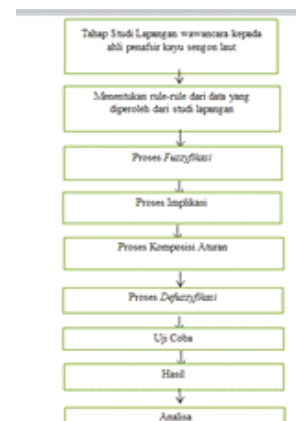 Tahap Studi Lapangan wawancara kepada
ahli penafsir kayu sengon laut
Menentukan rule-rule dari data yang
diperoleh dari studi lapangan
Proses Fuzzyfikasi
Proses Implikasi
Proses Komposisi Aturan
Proses Defuzzyfikasi
Uji Coba
Hasil
Analisa